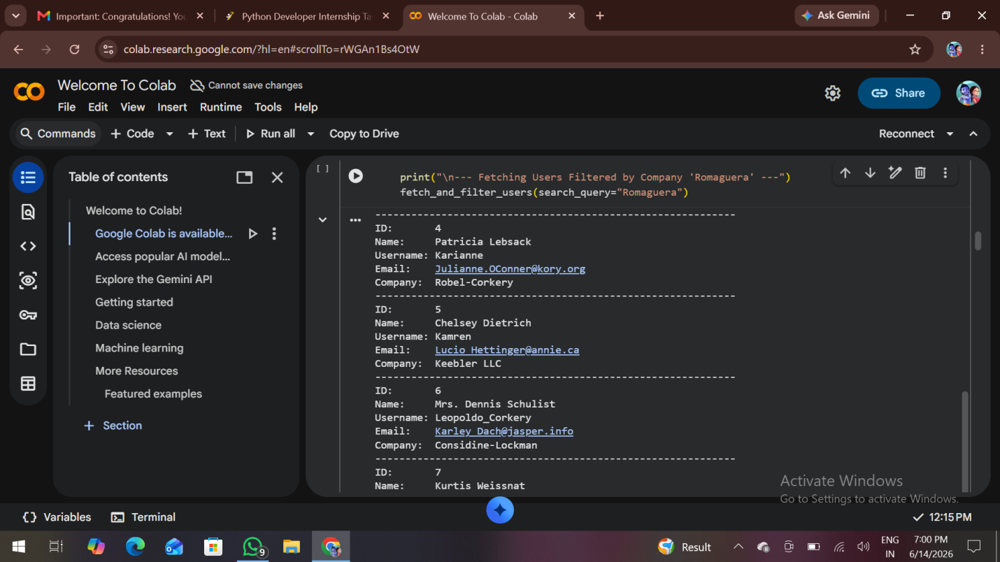 Important: Congratulations! You
Python Developer Internship Ta
Welcome To Colab - Colab
Ask Gemini
colab.research.google.com/?hl=en#scrollTo=rWGAn1Bs4OtW
Welcome To Colab
Cannot save changes
File Edit View Insert Runtime Tools Help
Share
Commands
+ Code
+ Text
Run all
Copy to Drive
Reconnect
Table of contents
Welcome to Colab!
Google Colab is available...
Access popular AI model...
Explore the Gemini API
Getting started
Data science
Machine learning
More Resources
Featured examples
+ Section
[ ]
print("\n--- Fetching Users Filtered by Company 'Romaguera' ---")
fetch_and_filter_users(search_query="Romaguera")
------------------------------------------------------------
ID: 4
Name: Patricia Lebsack
Username: Karianne
Email: Julianne.OConner@kory.org
Company: Robel-Corkery
------------------------------------------------------------
ID: 5
Name: Chelsey Dietrich
Username: Kamren
Email: Lucio_Hettinger@annie.ca
Company: Keebler LLC
------------------------------------------------------------
ID: 6
Name: Mrs. Dennis Schulist
Username: Leopoldo_Corkery
Email: Karley_Dach@jasper.info
Company: Considine-Lockman
------------------------------------------------------------
ID: 7
Name: Kurtis Weissnat
Activate Windows
Go to Settings to activate Windows.
{ } Variables
Terminal
12:15 PM
9
Result
ENG
IN
7:00 PM
6/14/2026